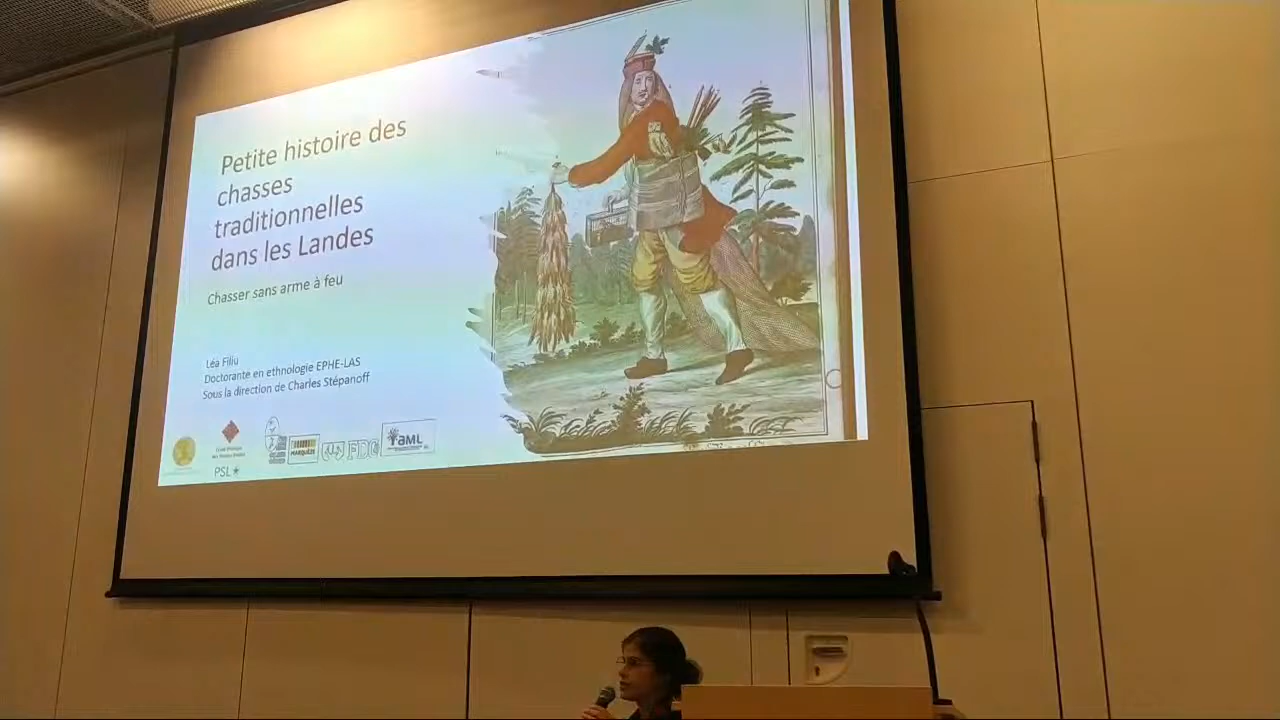 Petite histoire des
chasses
traditionnelles
dans les Landes
Chasser sans arme à feu
Léa Filiu
Doctorante en ethnologie EPHE-LAS
Sous la direction de Charles Stépanoff
PSL
MARQUÈZE
FDC
aML